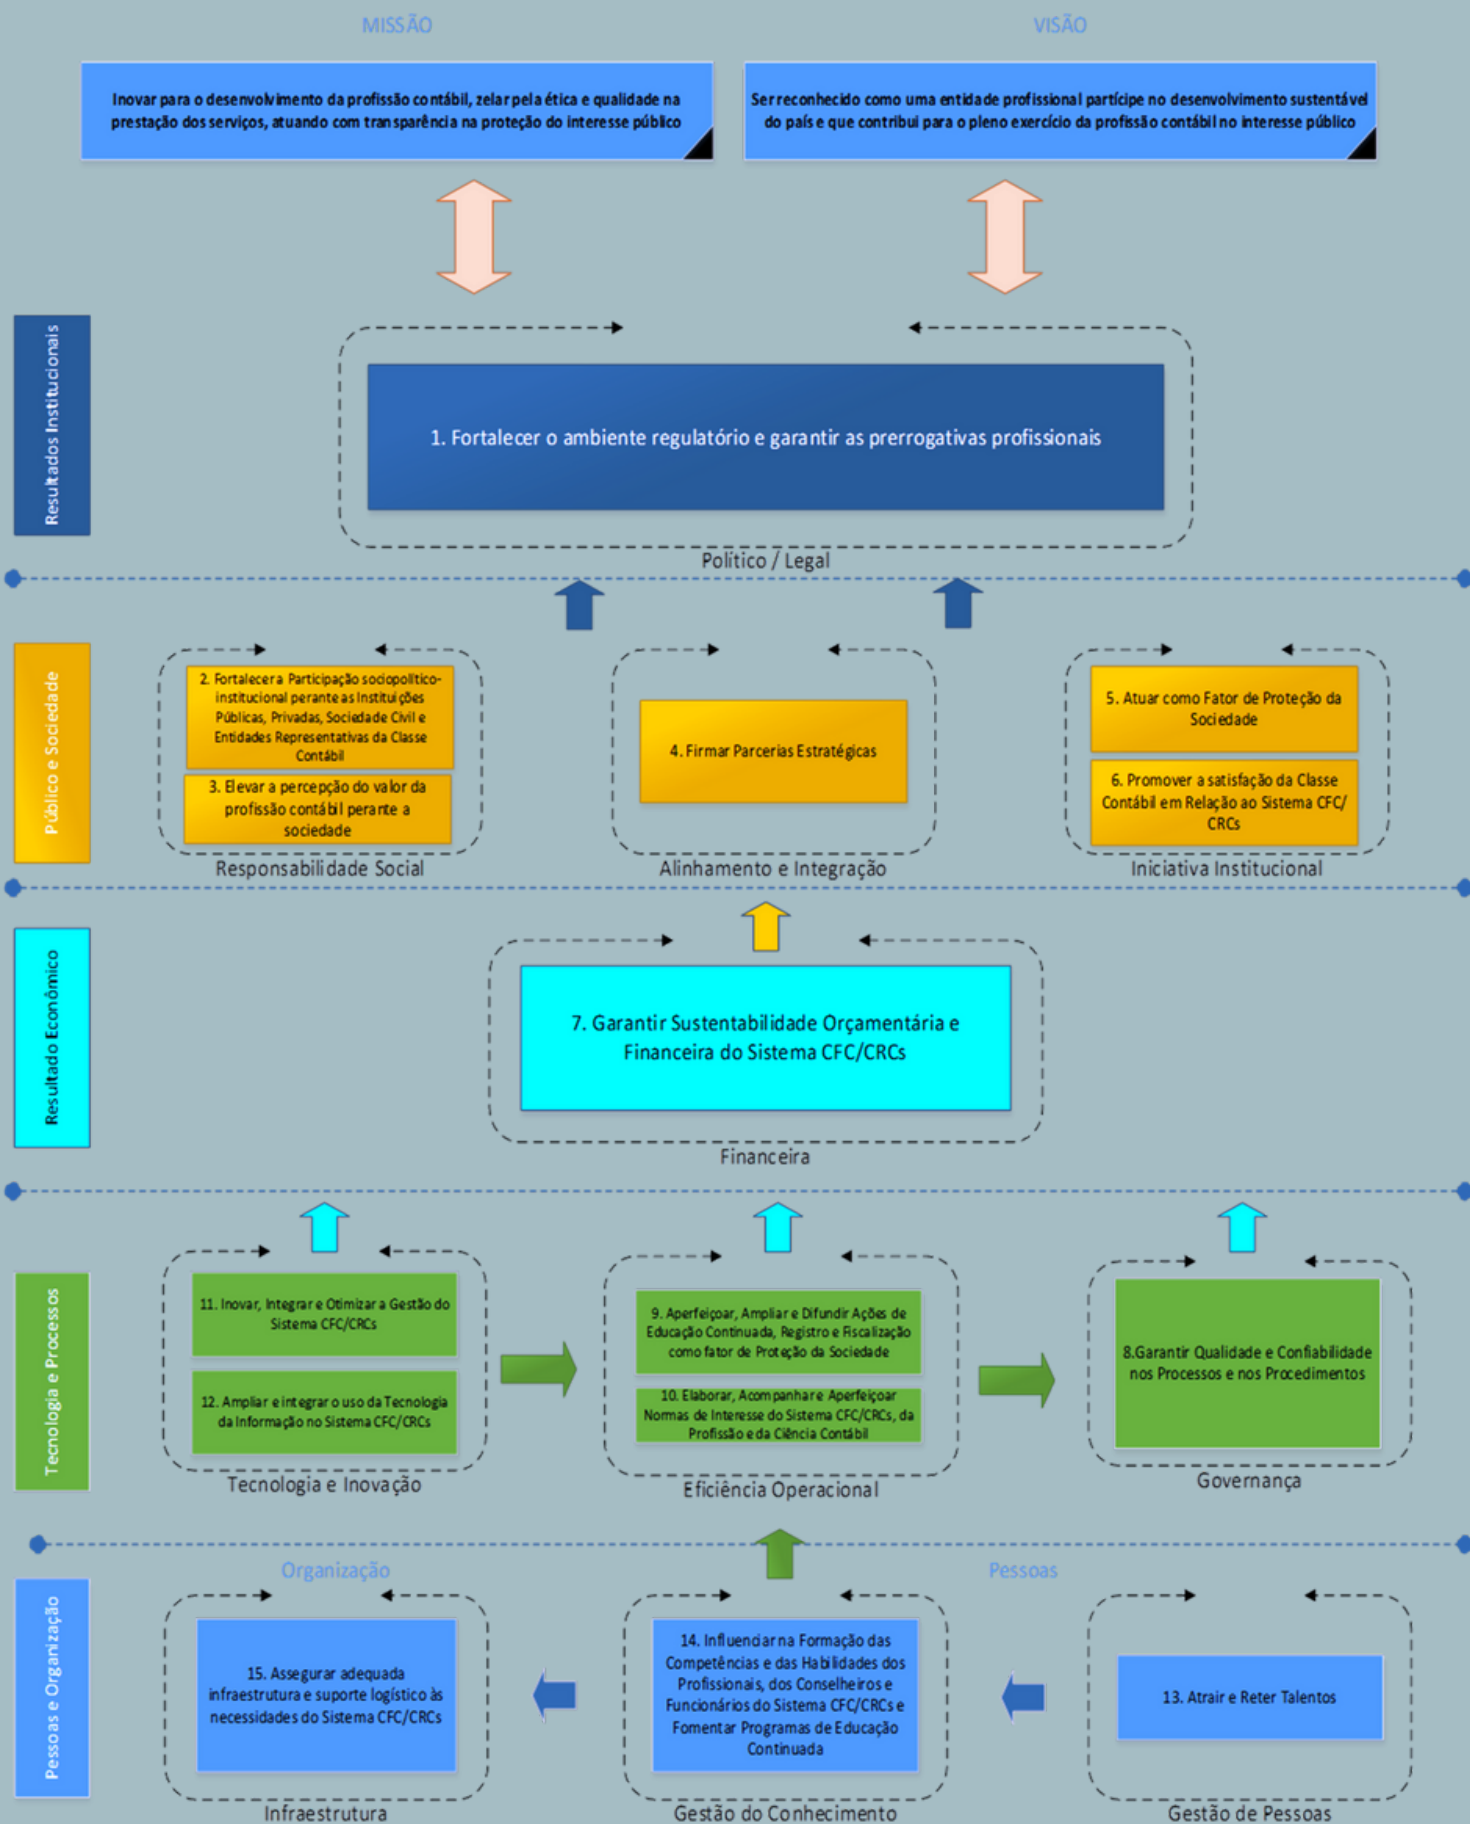 MISSÃO
VISÃO
Inovar para o desenvolvimento da profissão contábil, zelar pela ética e qualidade na
prestação dos serviços, atuando com transparência na proteção do interesse público
Ser reconhecido como uma entidade profissional partícipe no desenvolvimento sustentável
do país e que contribui para o pleno exercício da profissão contábil no interesse público
Resultados Institucionais
1. Fortalecer o ambiente regulatório e garantir as prerrogativas profissionais
Político / Legal
Público e Sociedade
2. Fortalecer a Participação sociopolítico-
institucional perante as Instituições
Públicas, Privadas, Sociedade Civil e
Entidades Representativas da Classe
Contábil
3. Elevar a percepção do valor da
profissão contábil perante a
sociedade
Responsabilidade Social
4. Firmar Parcerias Estratégicas
Alinhamento e Integração
5. Atuar como Fator de Proteção da
Sociedade
6. Promover a satisfação da Classe
Contábil em Relação ao Sistema CFC/
CRCs
Iniciativa Institucional
Resultado Econômico
7. Garantir Sustentabilidade Orçamentária e
Financeira do Sistema CFC/CRCs
Financeira
Tecnologia e Processos
11. Inovar, Integrar e Otimizar a Gestão do
Sistema CFC/CRCs
12. Ampliar e integrar o uso da Tecnologia
da Informação no Sistema CFC/CRCs
Tecnologia e Inovação
9. Aperfeiçoar, Ampliar e Difundir Ações de
Educação Continuada, Registro e Fiscalização
como fator de Proteção da Sociedade
10. Elaborar, Acompanhar e Aperfeiçoar
Normas de Interesse do Sistema CFC/CRCs, da
Profissão e da Ciência Contábil
Eficiência Operacional
8.Garantir Qualidade e Confiabilidade
nos Processos e nos Procedimentos
Governança
Organização
Pessoas
Pessoas e Organização
15. Assegurar adequada
infraestrutura e suporte logístico às
necessidades do Sistema CFC/CRCs
Infraestrutura
14. Influenciar na Formação das
Competências e das Habilidades dos
Profissionais, dos Conselheiros e
Funcionários do Sistema CFC/CRCs e
Fomentar Programas de Educação
Continuada
Gestão do Conhecimento
13. Atrair e Reter Talentos
Gestão de Pessoas